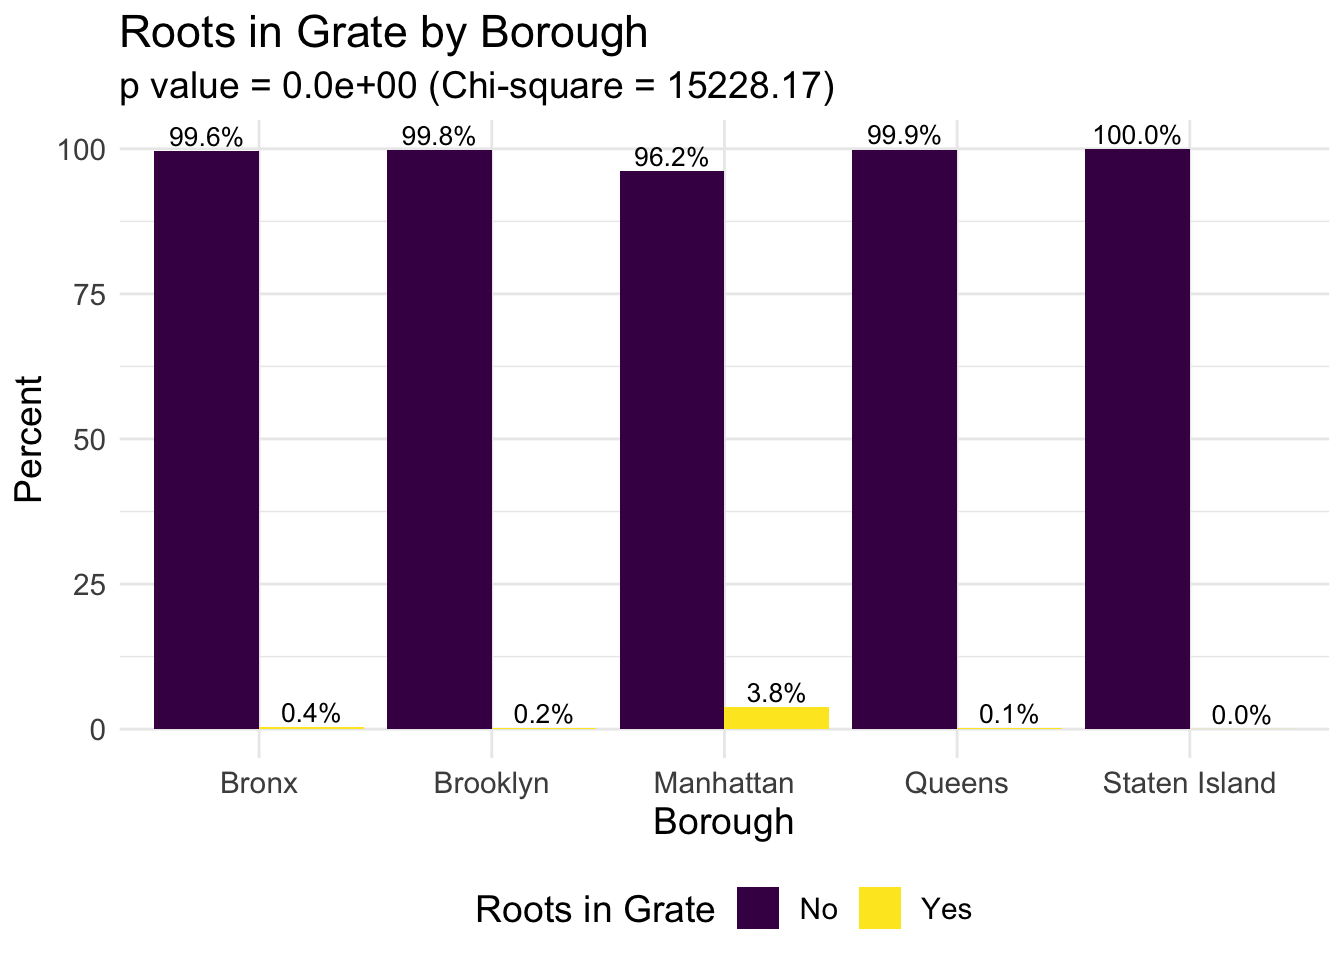 Roots in Grate by Borough
p value = 0.0e+00 (Chi-square = 15228.17)
99.6%
99.8%
96.2%
99.9%
100.0%
0.4%
0.2%
3.8%
0.1%
0.0%
100
75
50
25
0
Percent
Bronx
Brooklyn
Manhattan
Queens
Staten Island
Borough
Roots in Grate
No
Yes